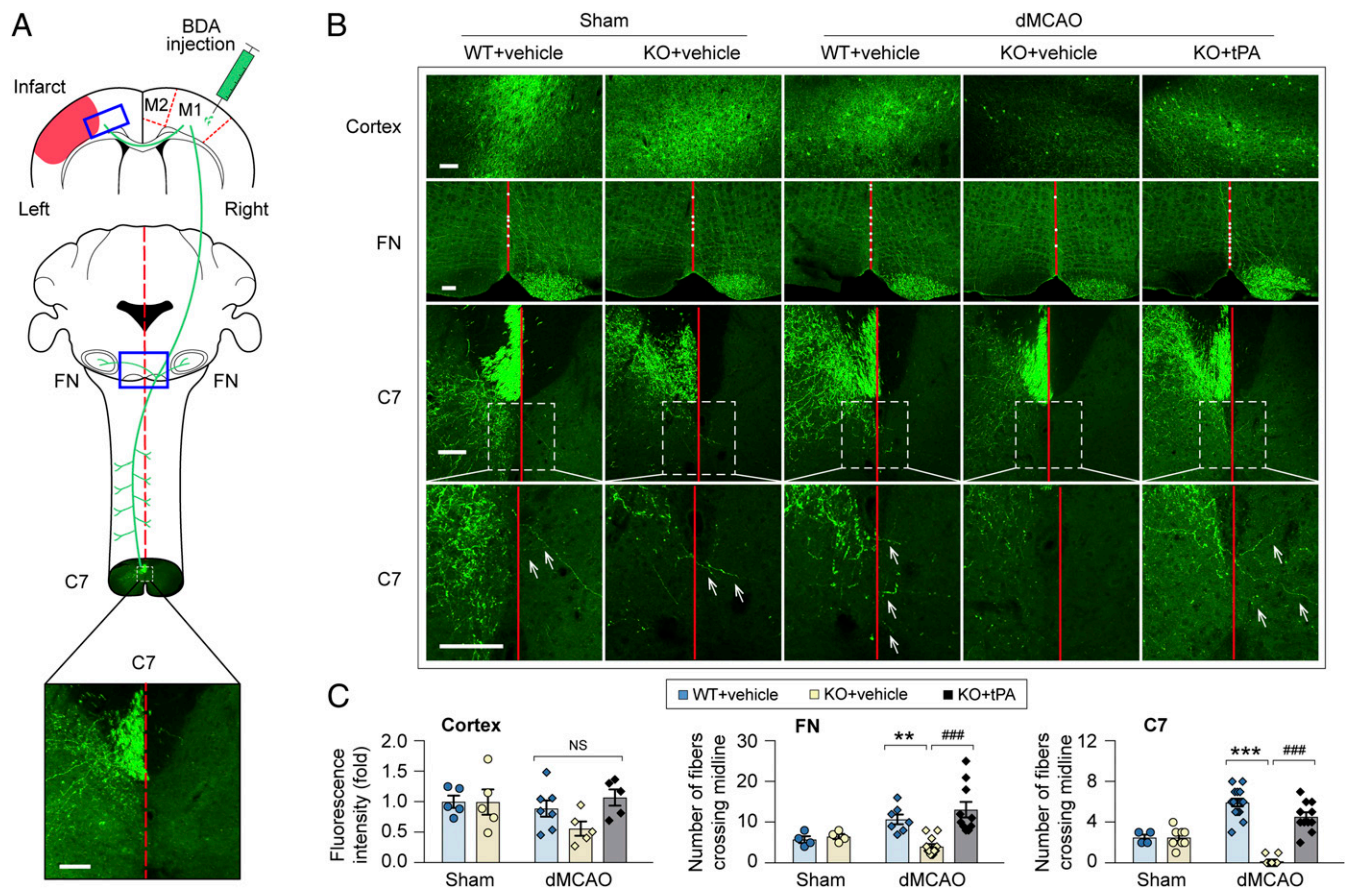 A
BDA
injection
Infarct
M2
M1
Left
Right
FN
FN
C7
C7
B
Sham
dMCAO
WT+vehicle
KO+vehicle
WT+vehicle
KO+vehicle
KO+tPA
Cortex
FN
C7
C7
C
WT+vehicle
KO+vehicle
KO+tPA
Cortex
Fluorescence
intensity (fold)
2.0
1.5
1.0
0.5
0.0
NS
Sham
dMCAO
FN
Number of fibers
crossing midline
30
20
10
0
**
###
Sham
dMCAO
C7
Number of fibers
crossing midline
12
9
6
3
0
***
###
Sham
dMCAO